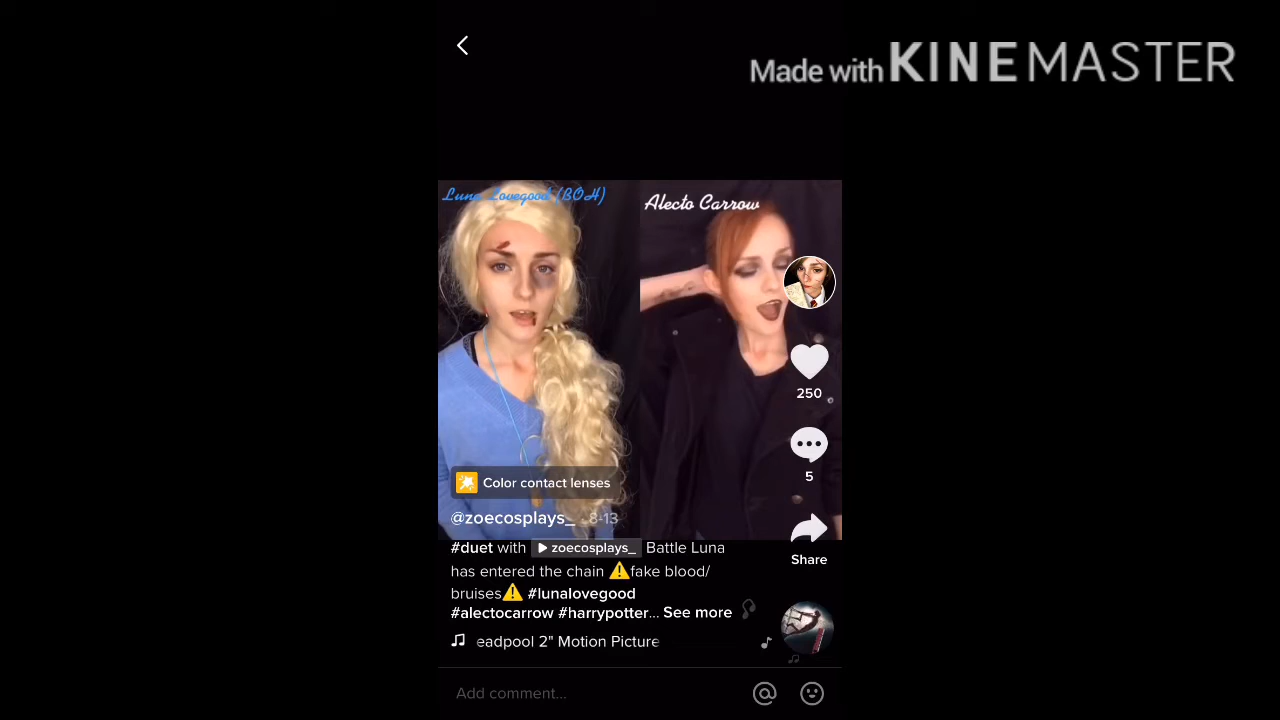 Made with KINEMASTER
Luna Lovegood (BOH)
Alecto Carrow
250
5
Share
Color contact lenses
@zoecosplays_ · 8-13
#duet with zoecosplays_ Battle Luna
has entered the chain ⚠️fake blood/
bruises⚠️ #lunalovegood
#alectocarrow #harrypotter... See more
eadpool 2" Motion Picture
Add comment...